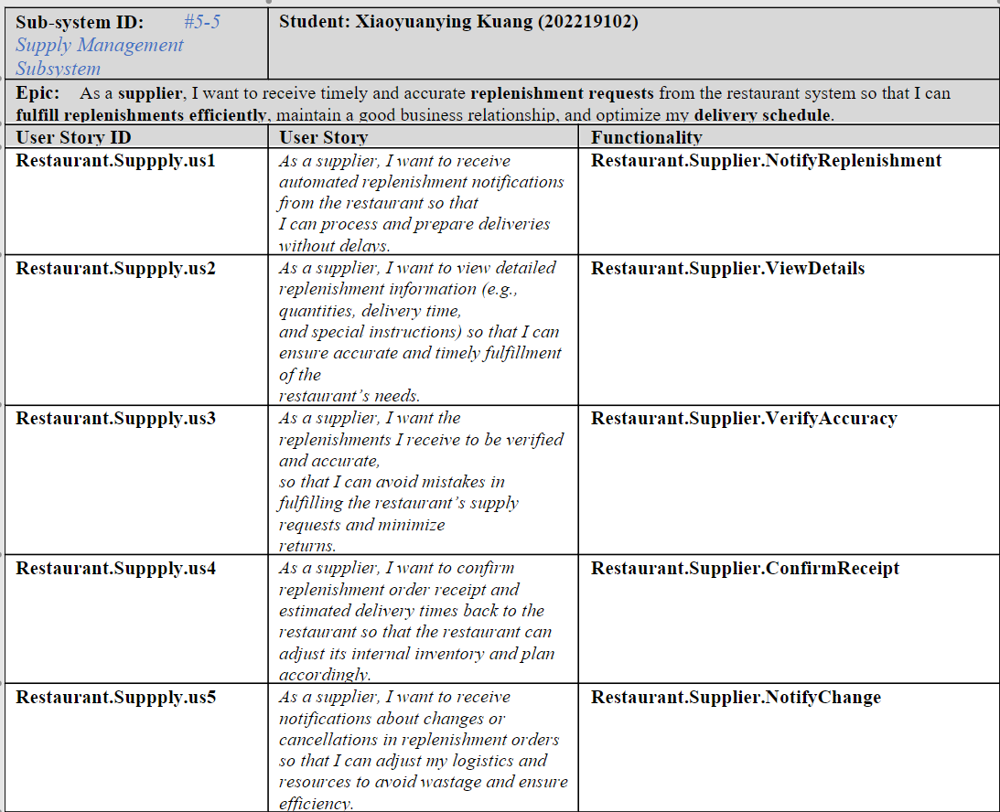 Sub-system ID: #5-5
Supply Management
Subsystem
Student: Xiaoyuanying Kuang (202219102)
Epic: As a supplier, I want to receive timely and accurate replenishment requests from the restaurant system so that I can
fulfill replenishments efficiently, maintain a good business relationship, and optimize my delivery schedule.
User Story ID
User Story
Functionality
Restaurant.Suppply.us1
As a supplier, I want to receive
automated replenishment notifications
from the restaurant so that
I can process and prepare deliveries
without delays.
Restaurant.Supplier.NotifyReplenishment
Restaurant.Suppply.us2
As a supplier, I want to view detailed
replenishment information (e.g.,
quantities, delivery time,
and special instructions) so that I can
ensure accurate and timely fulfillment
of the
restaurant’s needs.
Restaurant.Supplier.ViewDetails
Restaurant.Suppply.us3
As a supplier, I want the
replenishments I receive to be verified
and accurate,
so that I can avoid mistakes in
fulfilling the restaurant’s supply
requests and minimize
returns.
Restaurant.Supplier.VerifyAccuracy
Restaurant.Suppply.us4
As a supplier, I want to confirm
replenishment order receipt and
estimated delivery times back to the
restaurant so that the restaurant can
adjust its internal inventory and plan
accordingly.
Restaurant.Supplier.ConfirmReceipt
Restaurant.Suppply.us5
As a supplier, I want to receive
notifications about changes or
cancellations in replenishment orders
so that I can adjust my logistics and
resources to avoid wastage and ensure
efficiency.
Restaurant.Supplier.NotifyChange